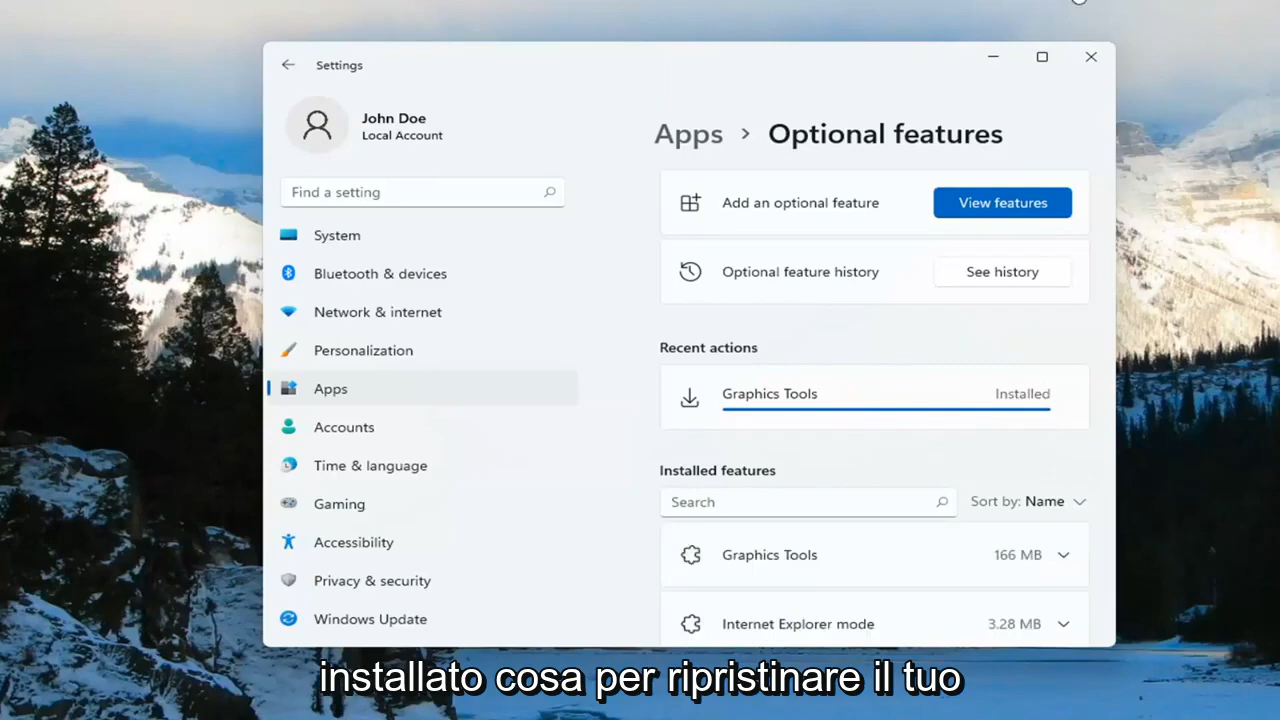 Settings
John Doe
Local Account
Find a setting
System
Bluetooth & devices
Network & internet
Personalization
Apps
Accounts
Time & language
Gaming
Accessibility
Privacy & security
Windows Update
Apps > Optional features
Add an optional feature View features
Optional feature history See history
Recent actions
Graphics Tools Installed
Installed features
Search Sort by: Name
Graphics Tools 166 MB
Internet Explorer mode 3.28 MB
installato cosa per ripristinare il tuo